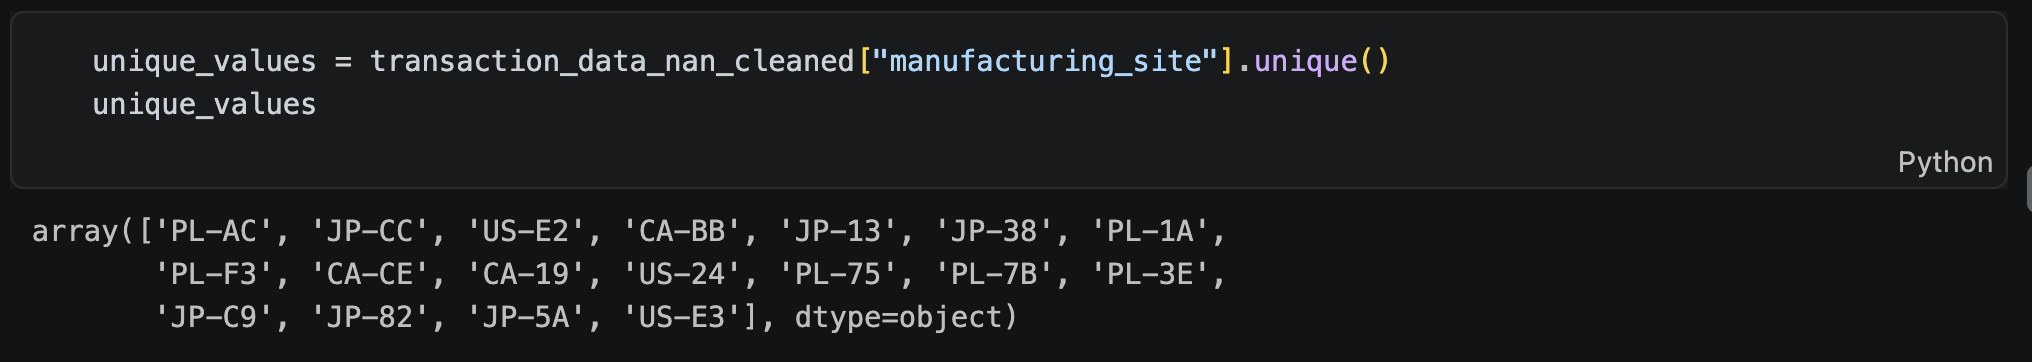 unique_values = transaction_data_nan_cleaned["manufacturing_site"].unique()
unique_values
Python
array(['PL-AC', 'JP-CC', 'US-E2', 'CA-BB', 'JP-13', 'JP-38', 'PL-1A',
'PL-F3', 'CA-CE', 'CA-19', 'US-24', 'PL-75', 'PL-7B', 'PL-3E',
'JP-C9', 'JP-82', 'JP-5A', 'US-E3'], dtype=object)